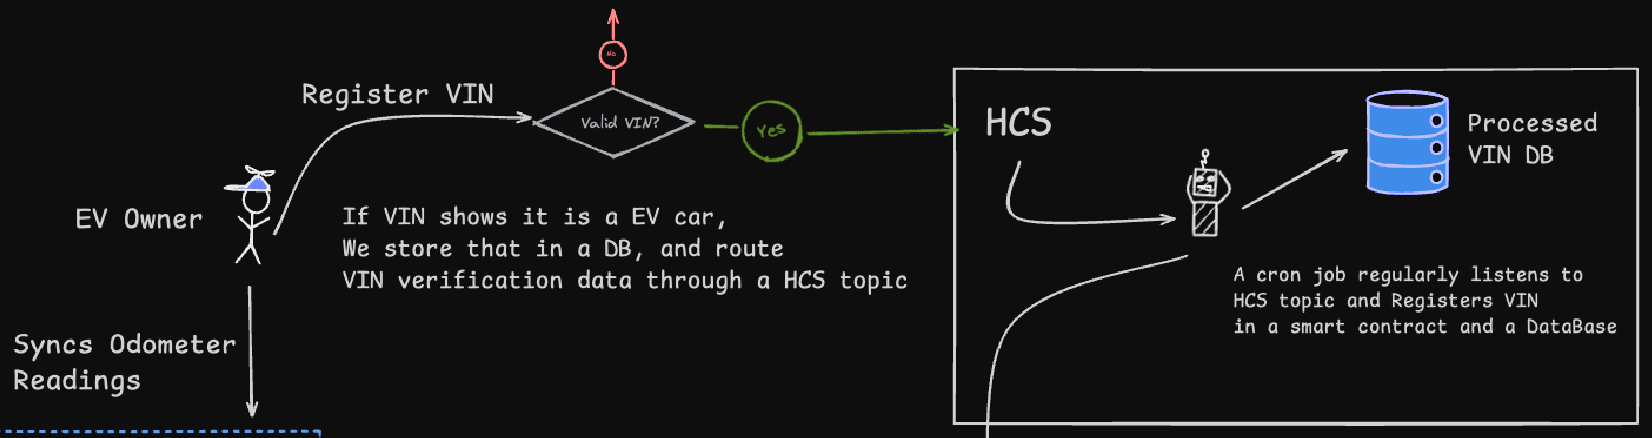 No
Register VIN
Valid VIN?
Yes
HCS
Processed
VIN DB
EV Owner
If VIN shows it is a EV car,
We store that in a DB, and route
VIN verification data through a HCS topic
A cron job regularly listens to
HCS topic and Registers VIN
in a smart contract and a DataBase
Syncs Odometer
Readings